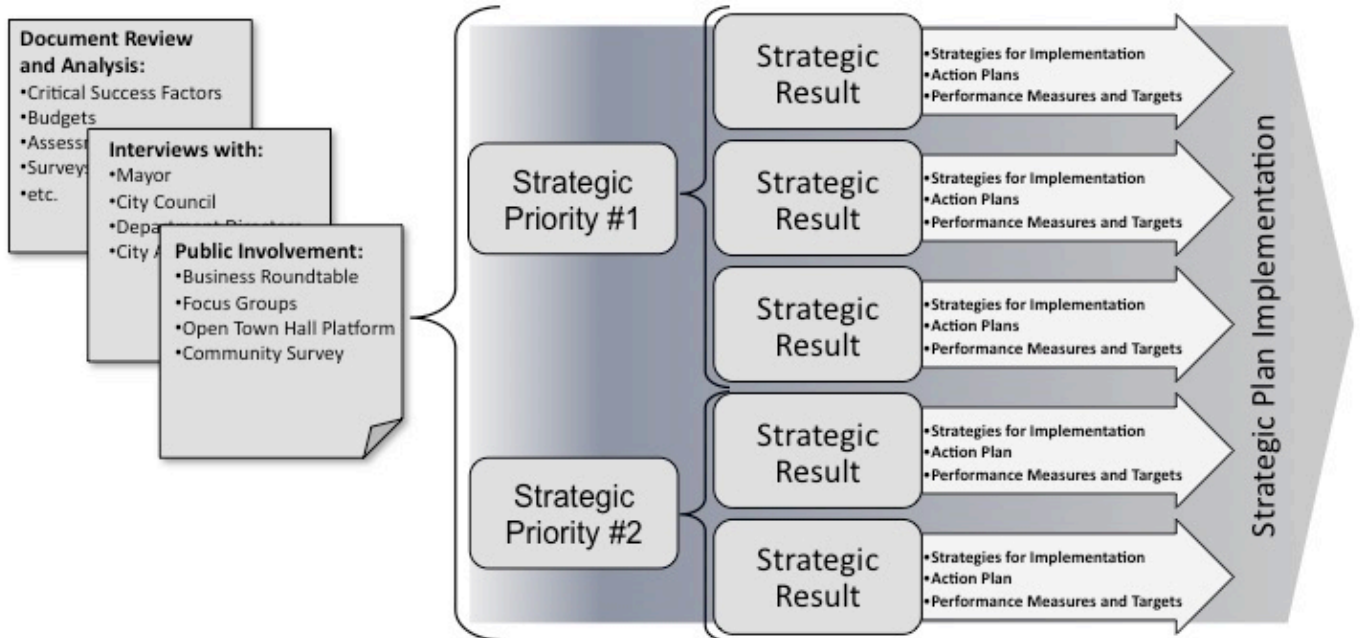 Document Review
and Analysis:
•Critical Success Factors
•Budgets
•Surveys
•etc.
Interviews with:
•Mayor
•City Council
•City
Public Involvement:
•Business Roundtable
•Focus Groups
•Open Town Hall Platform
•Community Survey
Strategic
Priority #1
Strategic
Result
•Strategies for Implementation
•Action Plans
•Performance Measures and Targets
Strategic
Result
•Strategies for Implementation
•Action Plans
•Performance Measures and Targets
Strategic
Result
•Strategies for Implementation
•Action Plans
•Performance Measures and Targets
Strategic
Priority #2
Strategic
Result
•Strategies for Implementation
•Action Plan
•Performance Measures and Targets
Strategic
Result
•Strategies for Implementation
•Action Plan
•Performance Measures and Targets
Strategic Plan Implementation